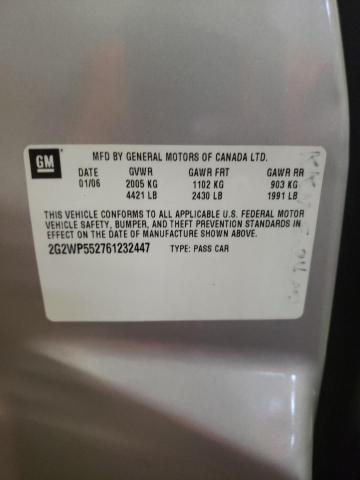 GM
MFD BY GENERAL MOTORS OF CANADA LTD.
DATE GVWR GAWR FRT GAWR RR
01/06 2005 KG 1102 KG 903 KG
4421 LB 2430 LB 1991 LB
THIS VEHICLE CONFORMS TO ALL APPLICABLE U.S. FEDERAL MOTOR
VEHICLE SAFETY, BUMPER, AND THEFT PREVENTION STANDARDS IN
EFFECT ON THE DATE OF MANUFACTURE SHOWN ABOVE.
2G2WP552761232447 TYPE: PASS CAR